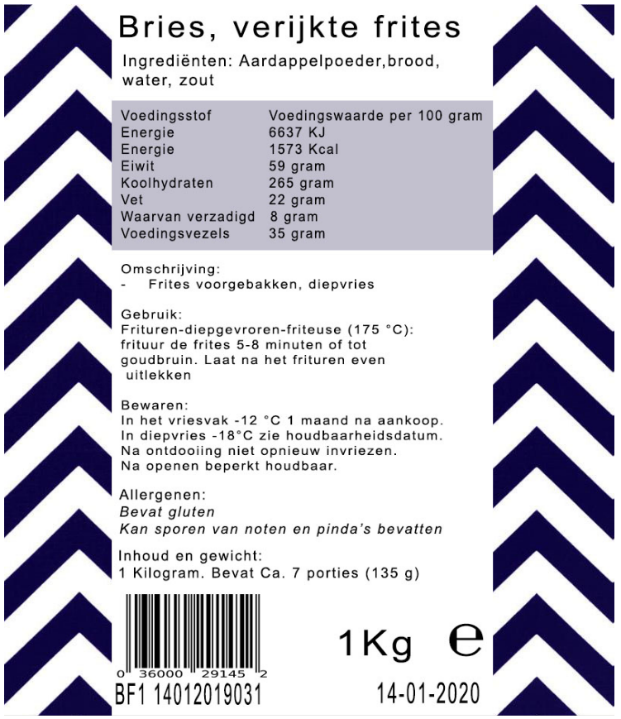 Bries, verijkte frites
Ingrediënten: Aardappelpoeder,brood,
water, zout
Voedingsstof Voedingswaarde per 100 gram
Energie 6637 KJ
Energie 1573 Kcal
Eiwit 59 gram
Koolhydraten 265 gram
Vet 22 gram
Waarvan verzadigd 8 gram
Voedingsvezels 35 gram
Omschrijving:
- Frites voorgebakken, diepvries
Gebruik:
Frituren-diepgevroren-friteuse (175 °C):
frituur de frites 5-8 minuten of tot
goudbruin. Laat na het frituren even
uitlekken
Bewaren:
In het vriesvak -12 °C 1 maand na aankoop.
In diepvries -18°C zie houdbaarheidsdatum.
Na ontdooiing niet opnieuw invriezen.
Na openen beperkt houdbaar.
Allergenen:
Bevat gluten
Kan sporen van noten en pinda's bevatten
Inhoud en gewicht:
1 Kilogram. Bevat Ca. 7 porties (135 g)
1Kg ℮
0 36000 29145 2
BF1 14012019031 14-01-2020